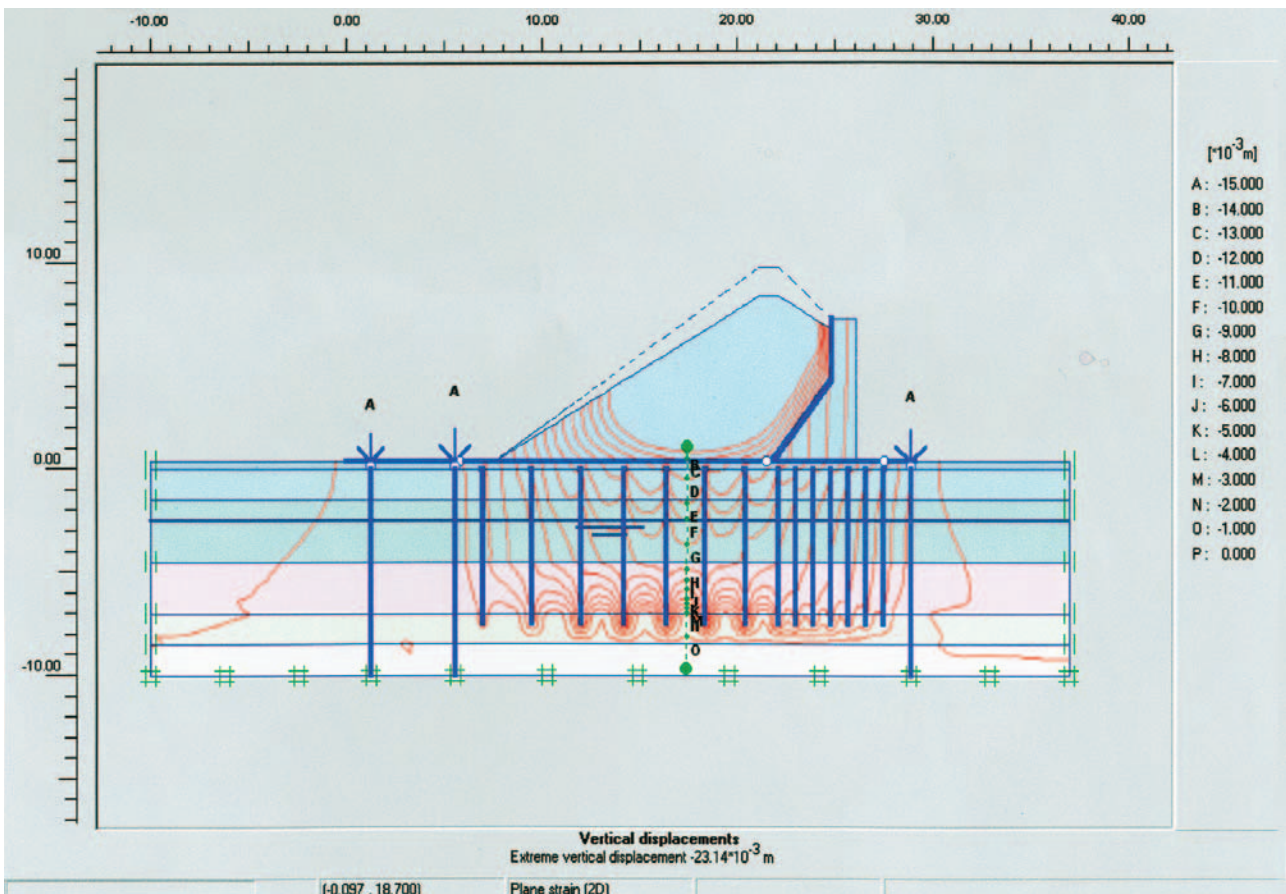 -10.00 0.00 10.00 20.00 30.00 40.00
[*10-3m]
A : -15.000
B : -14.000
C : -13.000
D : -12.000
E : -11.000
F : -10.000
G : -9.000
H : -8.000
I : -7.000
J : -6.000
K : -5.000
L : -4.000
M : -3.000
N : -2.000
O : -1.000
P : 0.000
10.00
0.00
-10.00
A A A
B
C
D
E
F
G
H
I
J
K
M
N
O
Vertical displacements
Extreme vertical displacement -23.14*10-3 m
(-0.097 , 18.700) Plane strain (2D)